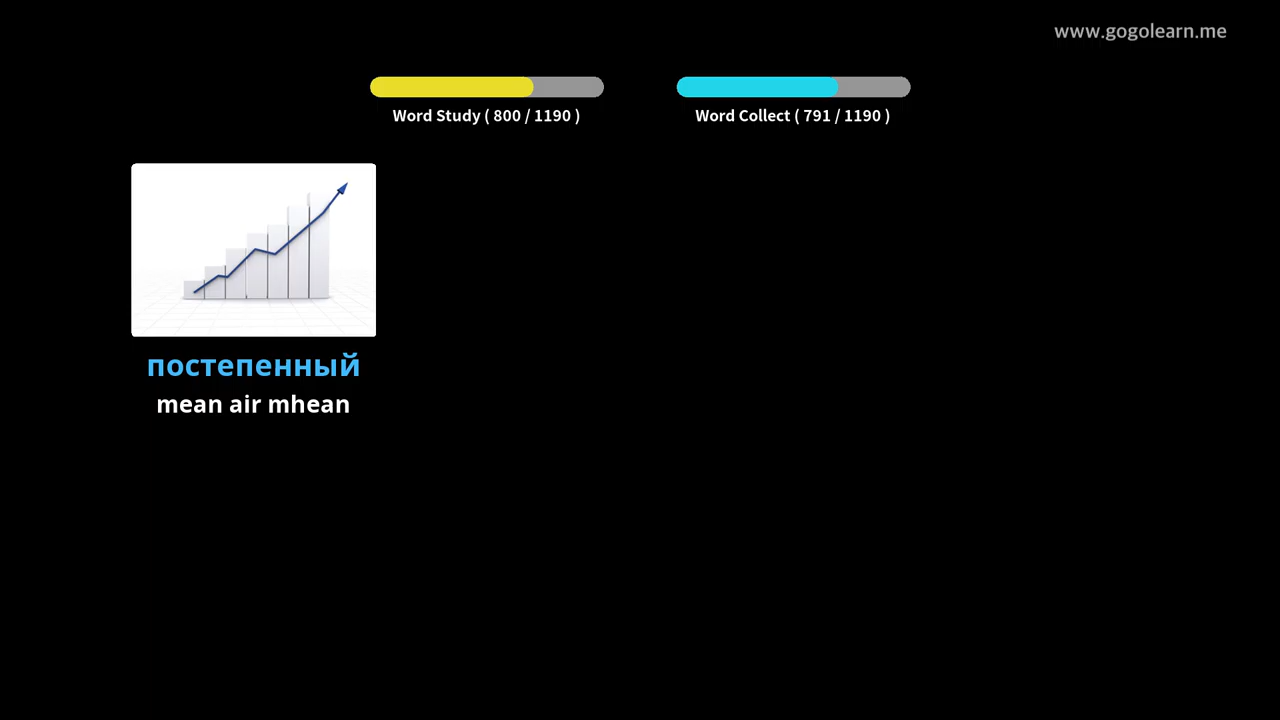 www.gogolearn.me
Word Study ( 800 / 1190 )
Word Collect ( 791 / 1190 )
постепенный
mean air mhean